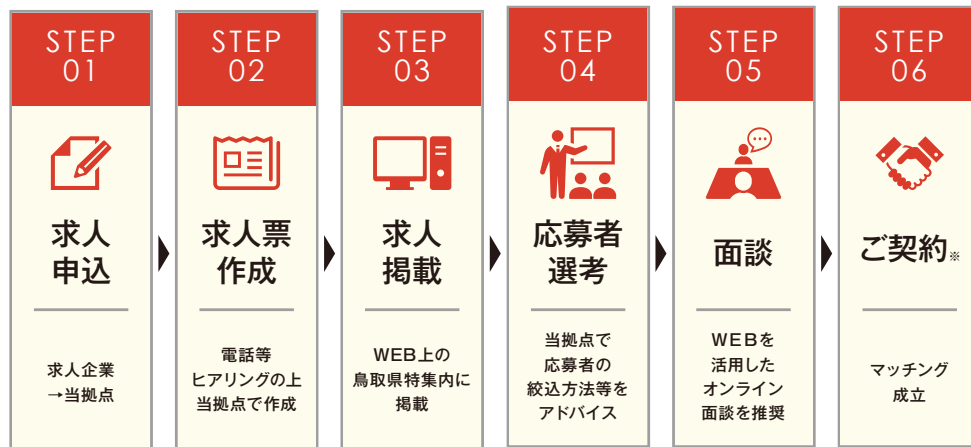 STEP
01
求人
申込
求人企業
→当拠点
STEP
02
求人票
作成
電話等
ヒアリングの上
当拠点で作成
STEP
03
求人
掲載
WEB上の
鳥取県特集内に
掲載
STEP
04
応募者
選考
当拠点で
応募者の
絞込方法等を
アドバイス
STEP
05
面談
WEBを
活用した
オンライン
面談を推奨
STEP
06
ご契約※
マッチング
成立